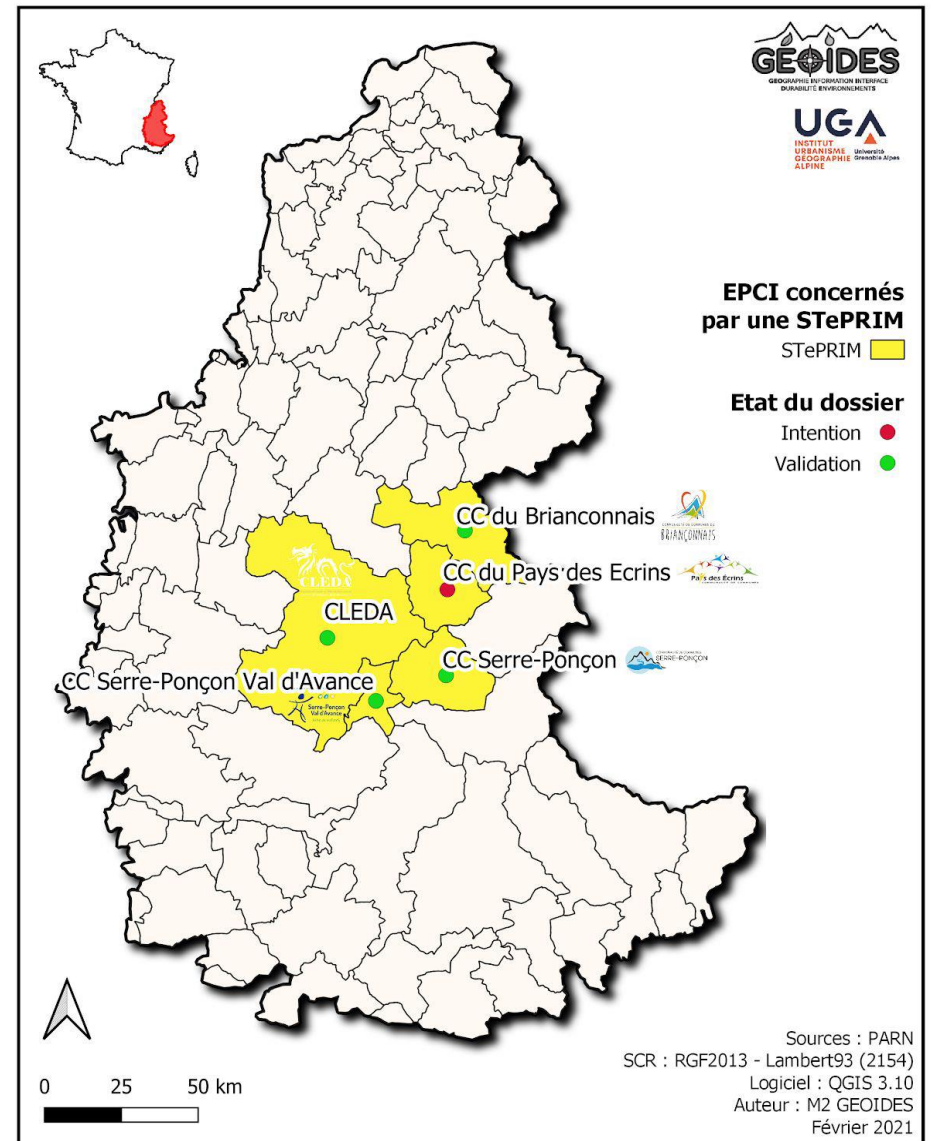 GÉOIDES
GEOGRAPHIE INFORMATION INTERFACE
DURABILITÉ ENVIRONNEMENTS
UGA
INSTITUT
URBANISME
GÉOGRAPHIE
ALPINE
Université
Grenoble Alpes
EPCI concernés
par une STePRIM
STePRIM
Etat du dossier
Intention
Validation
CC du Brianconnais
BRIANÇONNAIS
CC du Pays des Ecrins
Pays des Écrins
CLEDA
CLEDA
CC Serre-Ponçon
SERRE-PONÇON
CC Serre-Ponçon Val d'Avance
Serre-Ponçon
Val d'Avance
0 25 50 km
Sources : PARN
SCR : RGF2013 - Lambert93 (2154)
Logiciel : QGIS 3.10
Auteur : M2 GEOIDES
Février 2021